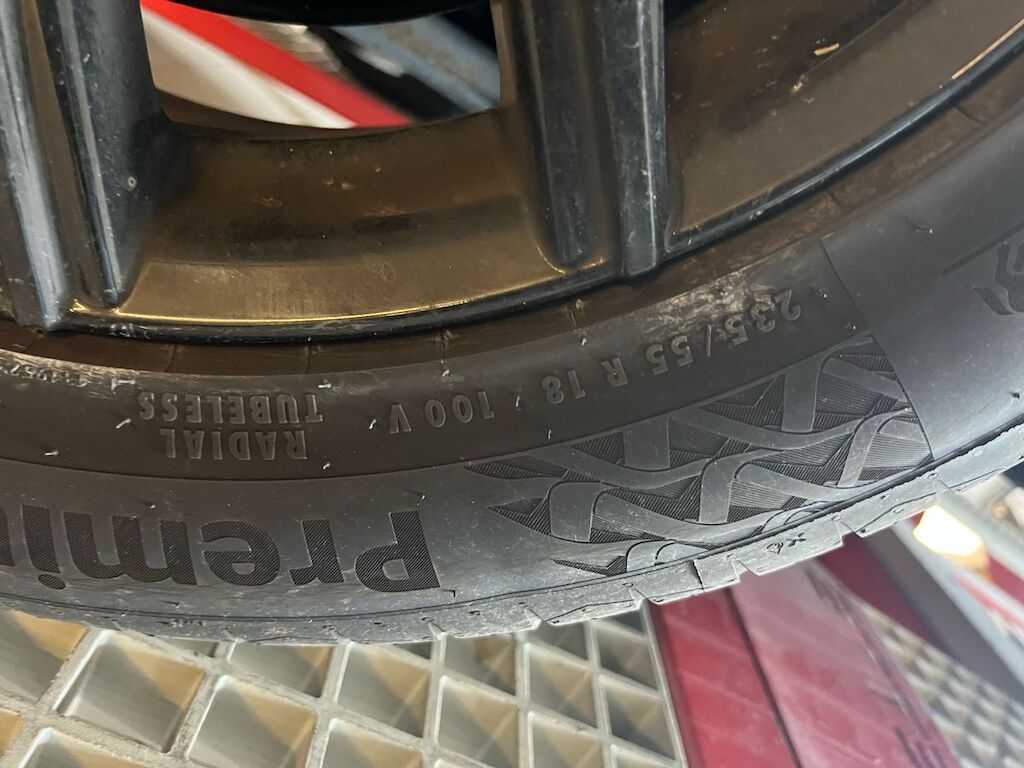 235/55 R 18 100 V
RADIAL
TUBELESS
Premi